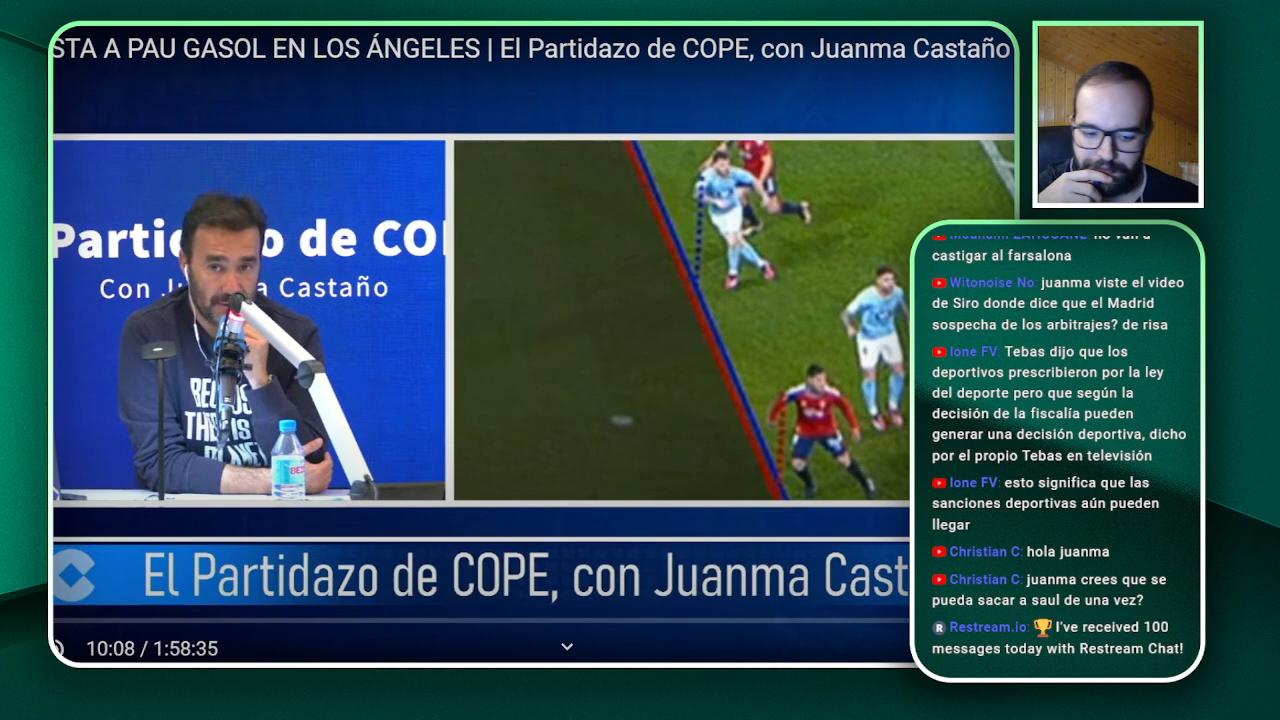 STA A PAU GASOL EN LOS ÁNGELES | El Partidazo de COPE, con Juanma Castaño
Partid o de CO
Con Ju a Castaño
El Partidazo de COPE, con Juanma Cast
10:08 / 1:58:35
castigar al farsalona
Witonoise No: juanma viste el video
de Siro donde dice que el Madrid
sospecha de los arbitrajes? de risa
Ione FV: Tebas dijo que los
deportivos prescribieron por la ley
del deporte pero que según la
decisión de la fiscalía pueden
generar una decisión deportiva, dicho
por el propio Tebas en televisión
Ione FV: esto significa que las
sanciones deportivas aún pueden
llegar
Christian C: hola juanma
Christian C: juanma crees que se
pueda sacar a saul de una vez?
R Restream.io: 🏆 I've received 100
messages today with Restream Chat!